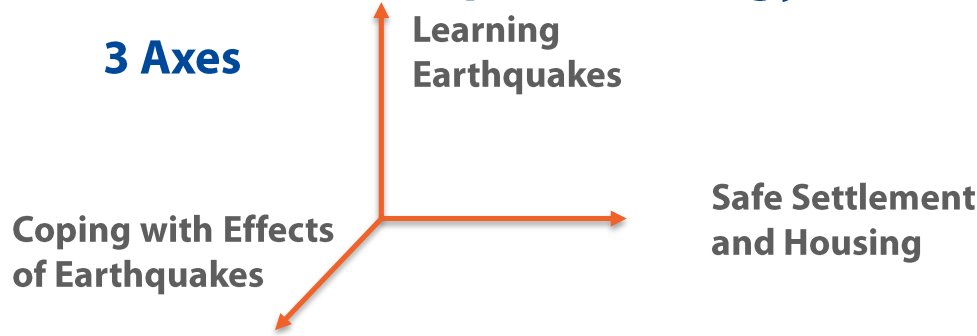 3 Axes
Learning
Earthquakes
Safe Settlement
and Housing
Coping with Effects
of Earthquakes